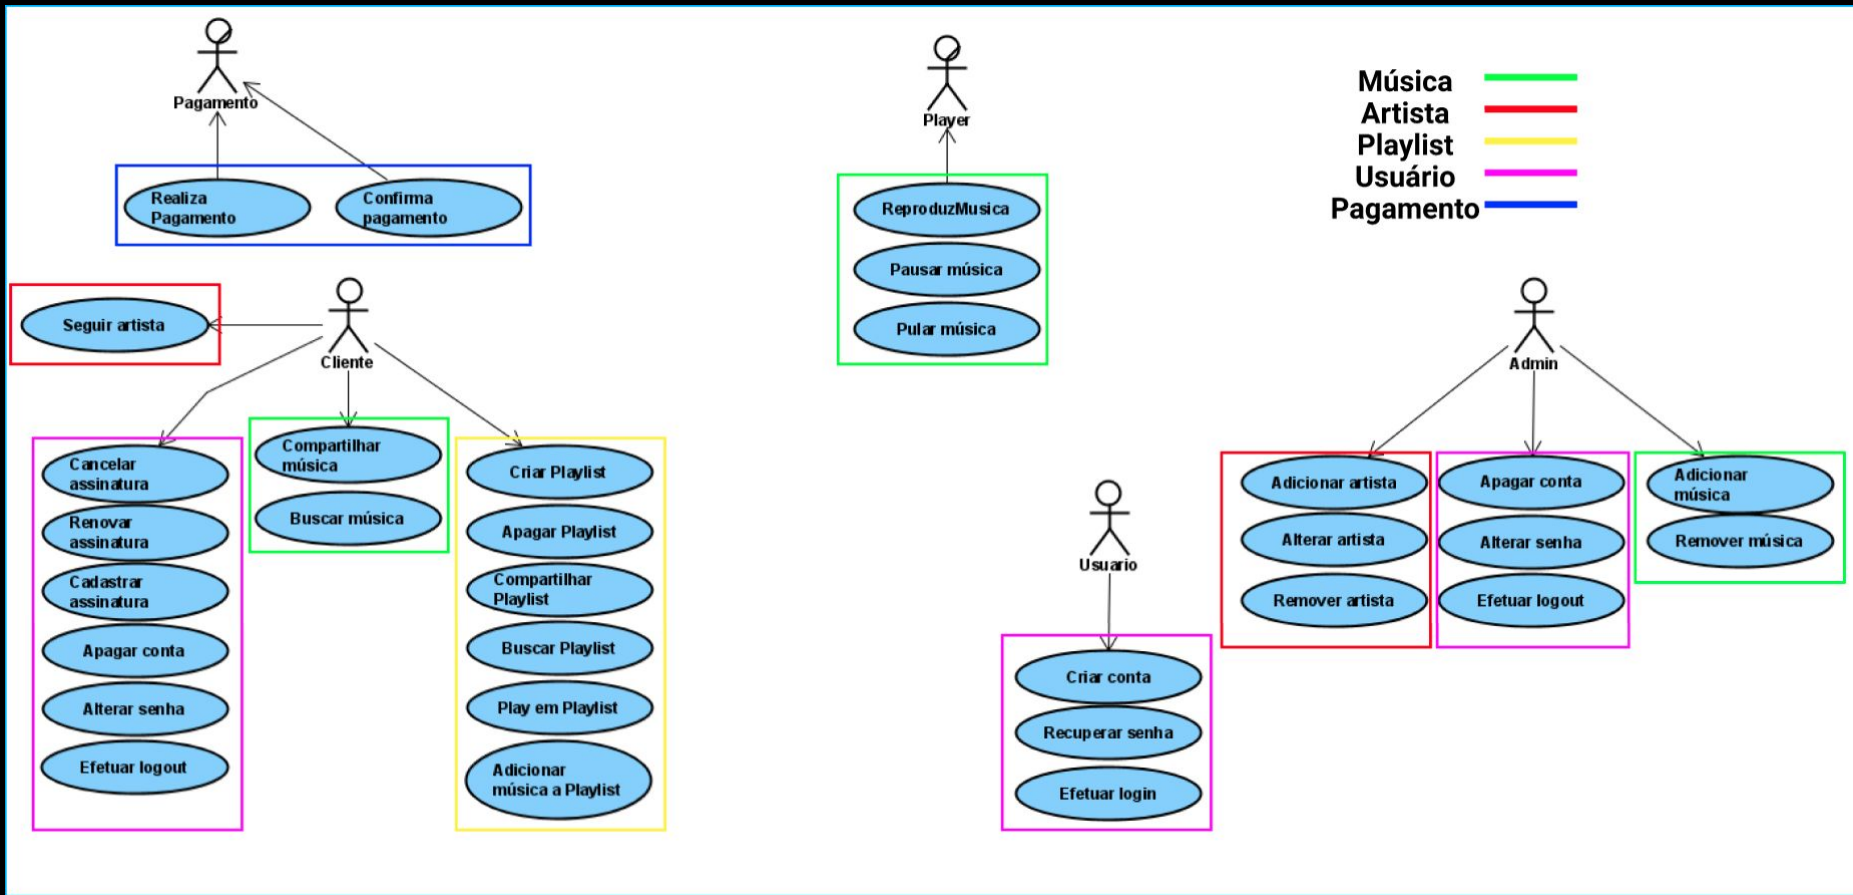 Pagamento
Realiza
Pagamento
Confirma
pagamento
Player
ReproduzMusica
Pausar música
Pular música
Música
Artista
Playlist
Usuário
Pagamento
Seguir artista
Cliente
Cancelar
assinatura
Renovar
assinatura
Cadastrar
assinatura
Apagar conta
Alterar senha
Efetuar logout
Compartilhar
música
Buscar música
Criar Playlist
Apagar Playlist
Compartilhar
Playlist
Buscar Playlist
Play em Playlist
Adicionar
música a Playlist
Usuario
Criar conta
Recuperar senha
Efetuar login
Admin
Adicionar artista
Alterar artista
Remover artista
Apagar conta
Alterar senha
Efetuar logout
Adicionar
música
Remover música